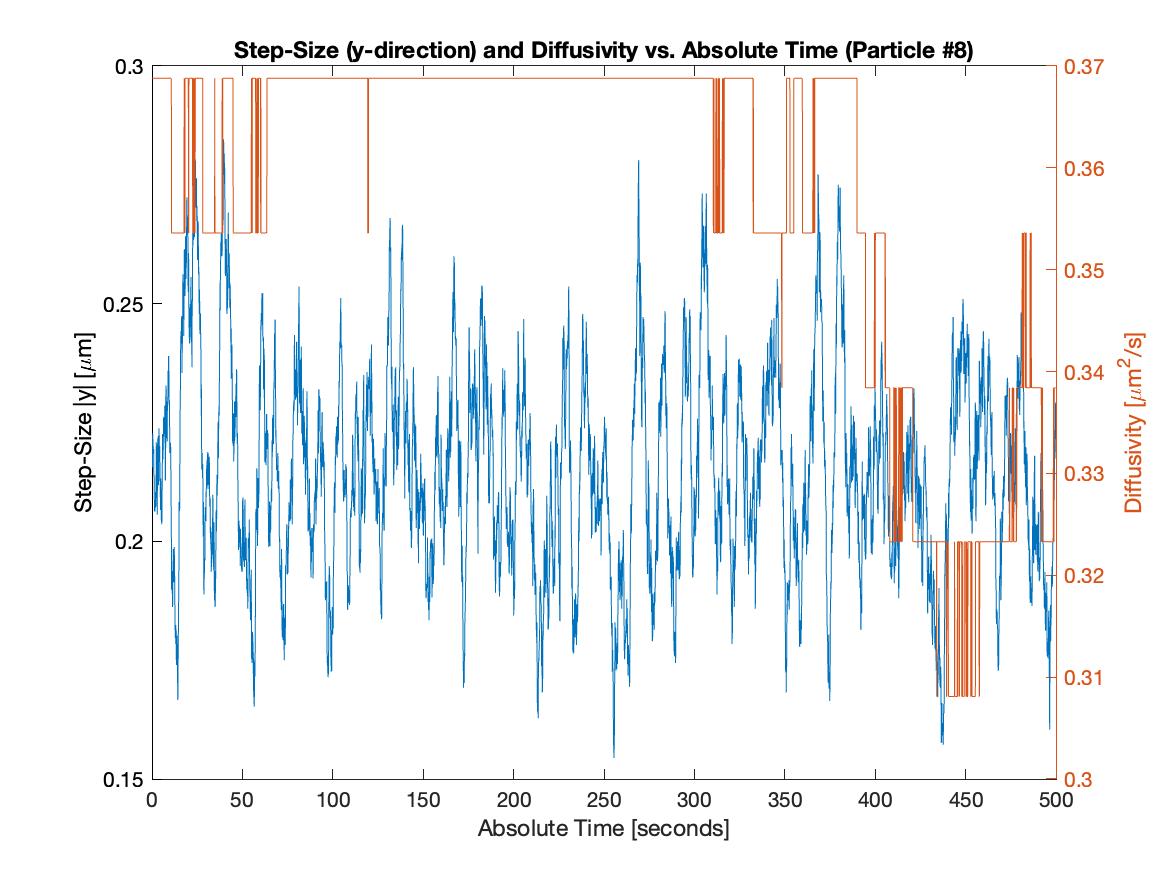 Step-Size (y-direction) and Diffusivity vs. Absolute Time (Particle #8)
0.3
0.25
0.2
0.15
Step-Size |y| [μm]
0.37
0.36
0.35
0.34
0.33
0.32
0.31
0.3
Diffusivity [μm²/s]
0 50 100 150 200 250 300 350 400 450 500
Absolute Time [seconds]